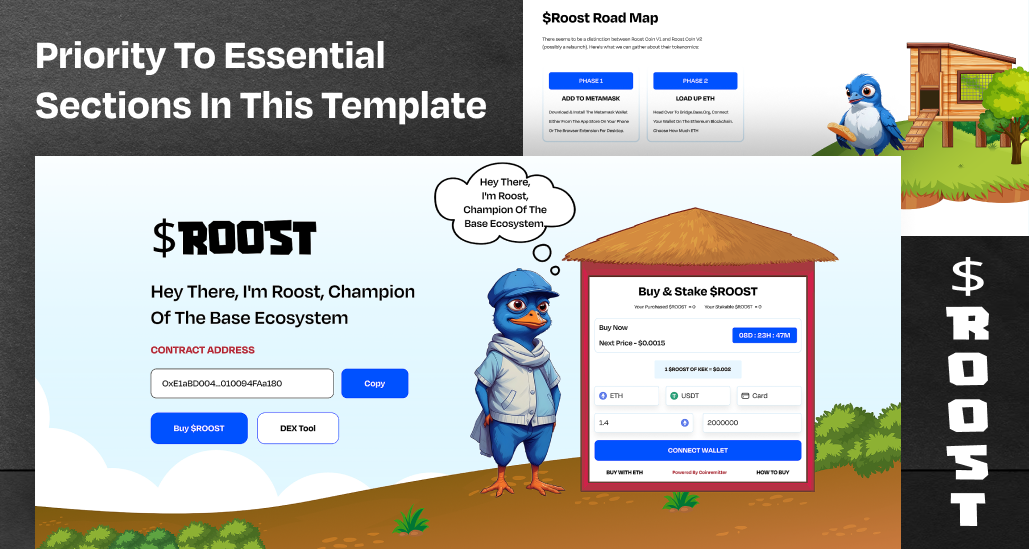 Priority To Essential
Sections In This Template
$Roost Road Map
There seems to be a distinction between Roost Coin V1 and Roost Coin V2
(possibly a relaunch). Here's what we can gather about their tokenomics:
PHASE 1
ADD TO METAMASK
Download & Install The Metamask Wallet
Either From The App Store On Your Phone
Or The Browser Extension For Desktop.
PHASE 2
LOAD UP ETH
Head Over To Bridge.Base.Org, Connect
Your Wallet On This Ethereum Blockchain.
Choose How Much ETH
$ROOST
Hey There, I'm Roost, Champion
Of The Base Ecosystem
CONTRACT ADDRESS
OxE1aBD004...010094FAa180
Copy
Buy $ROOST
DEX Tool
Hey There,
I'm Roost,
Champion Of The
Base Ecosystem.
Buy & Stake $ROOST
Your Purchased $ROOST = 0
Your Stakable $ROOST = 0
Buy Now
Next Price - $0.0015
08D : 23H : 47M
1 $ROOST OF KEK = $0.002
ETH
USDT
Card
1.4
2000000
CONNECT WALLET
BUY WITH ETH
Powered By Coinremitter
HOW TO BUY
$ROOST